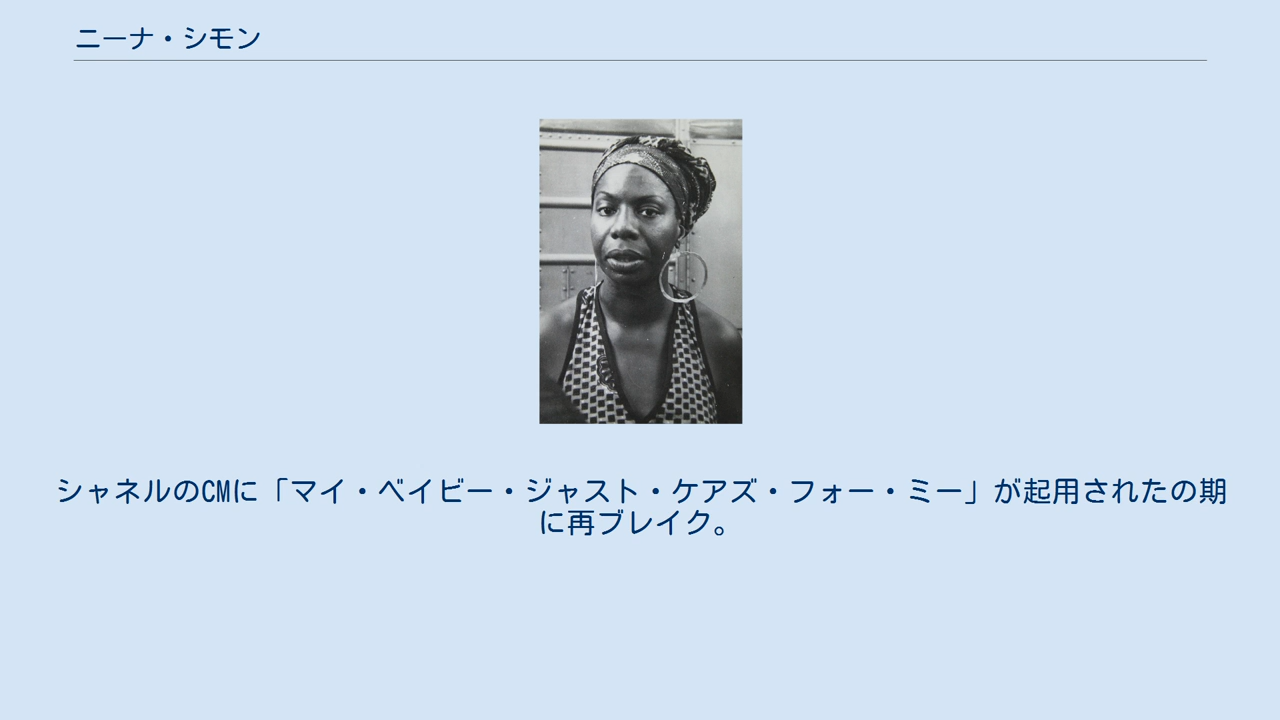 ニーナ・シモン
シャネルのCMに「マイ・ベイビー・ジャスト・ケアズ・フォー・ミー」が起用されたの期
に再ブレイク。